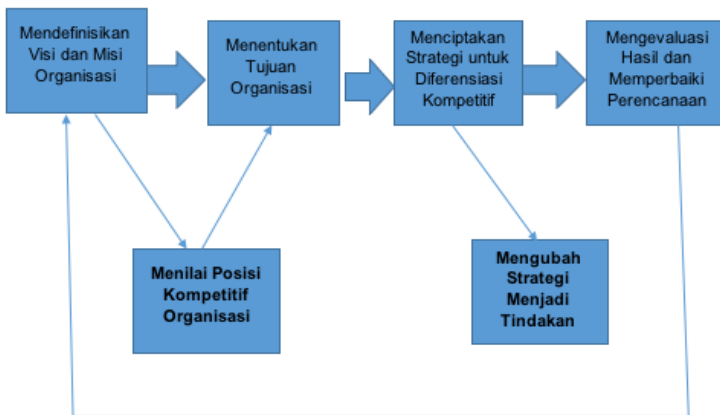 Mendefinisikan
Visi dan Misi
Organisasi
Menentukan
Tujuan
Organisasi
Menciptakan
Strategi untuk
Diferensiasi
Kompetitif
Mengevaluasi
Hasil dan
Memperbaiki
Perencanaan
Menilai Posisi
Kompetitif
Organisasi
Mengubah
Strategi
Menjadi
Tindakan